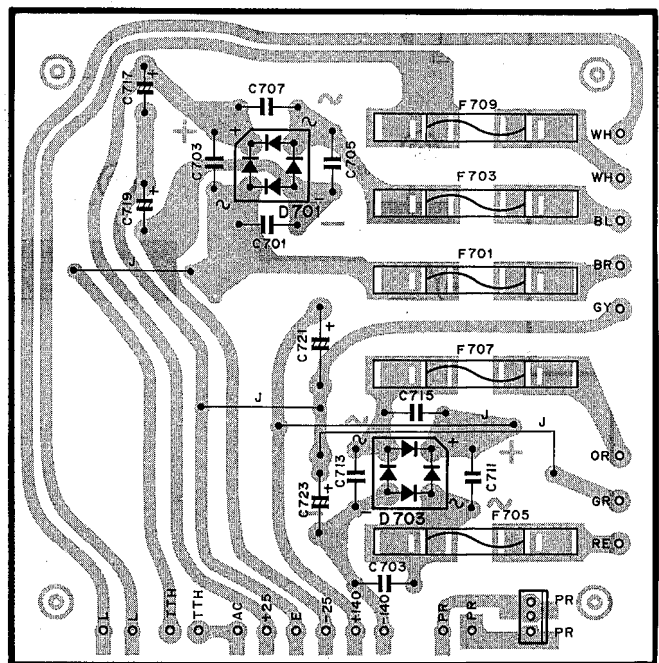 C717
C707
~
F709
+
C703
+
C705
WH
WH
F703
C719
~
D701
-
C701
BL
F701
BR
J
GY
C721
F707
J
C715
J
J
~
+
OR
C713
C711
C723
D703
~
GR
F705
RE
C703
L
L
TTH
TTH
AC
+25
E
-25
+140
-140
PR
PR
PR
PR